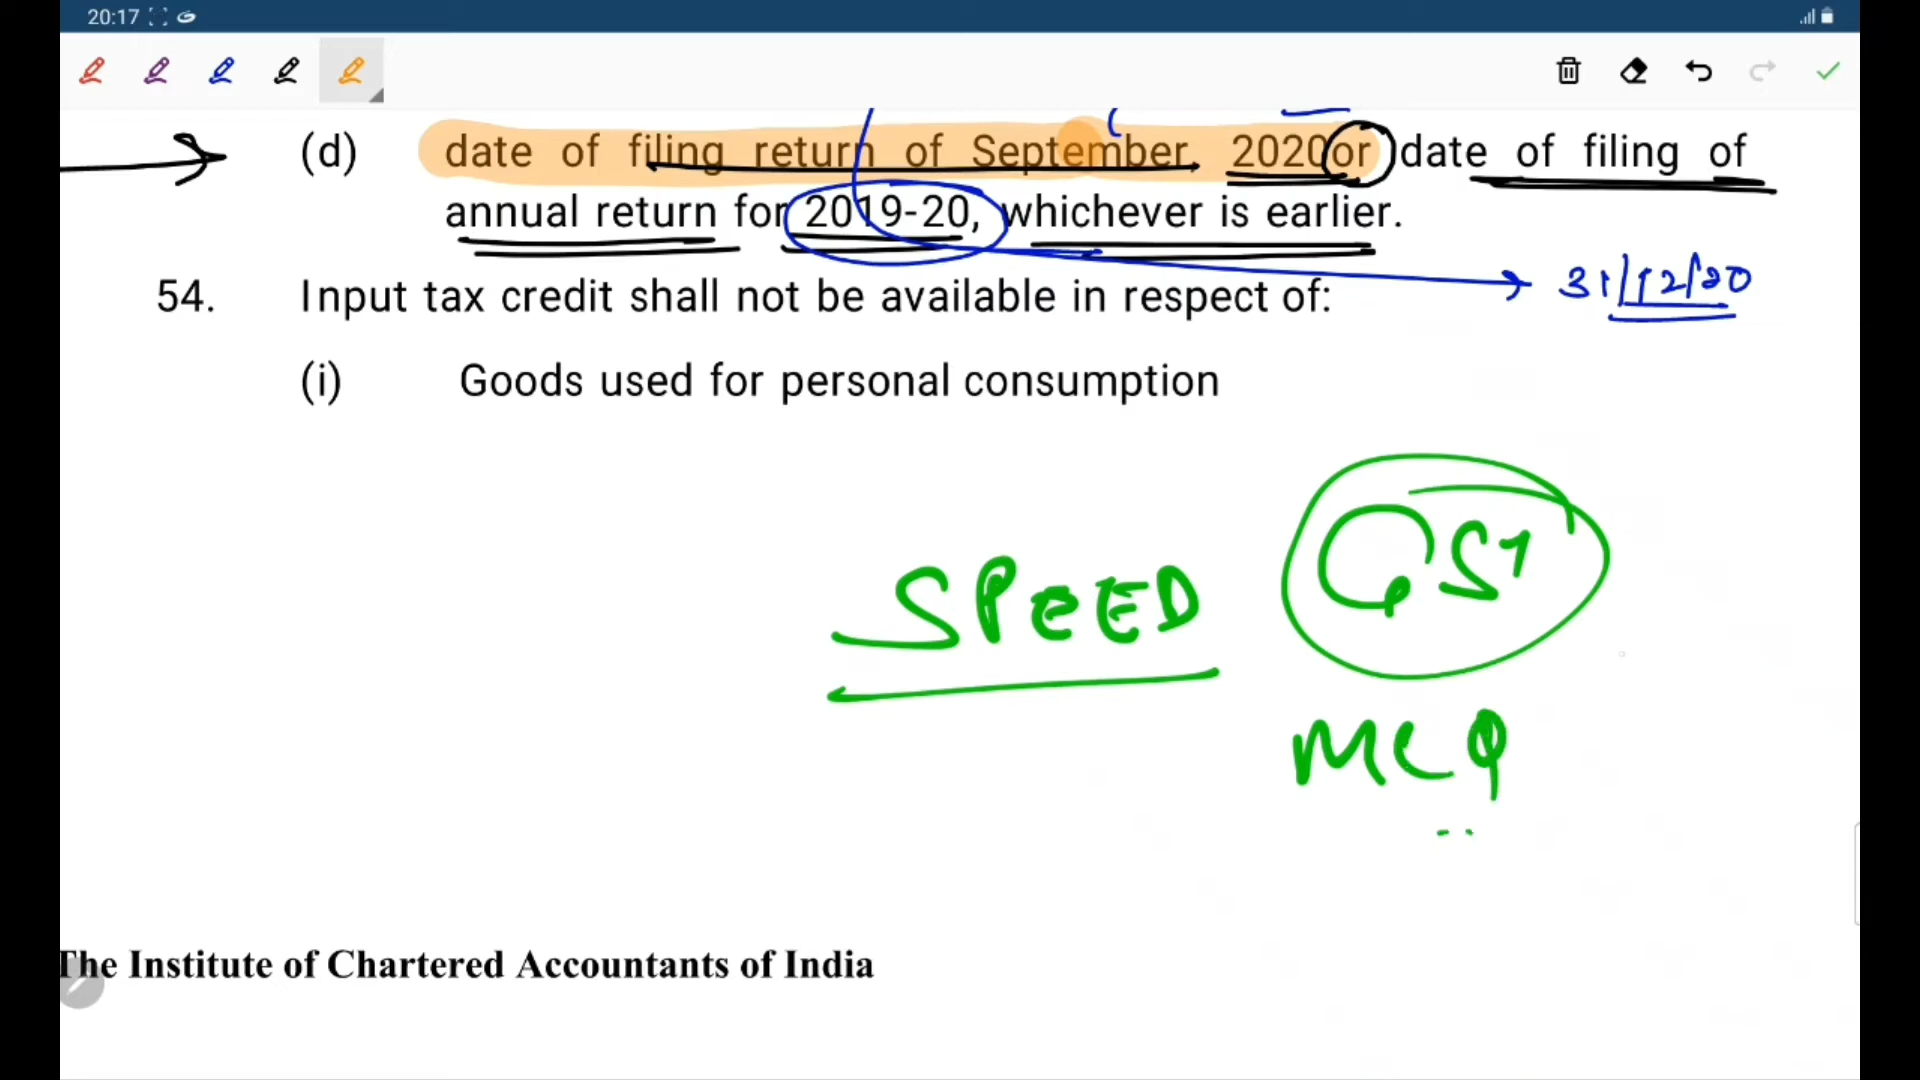 20:17
(d) date of filing return of September 2020 or date of filing of
annual return for 2019-20, whichever is earlier.
31/12/20
54. Input tax credit shall not be available in respect of:
(i) Goods used for personal consumption
SPEED GST
MCQ
The Institute of Chartered Accountants of India